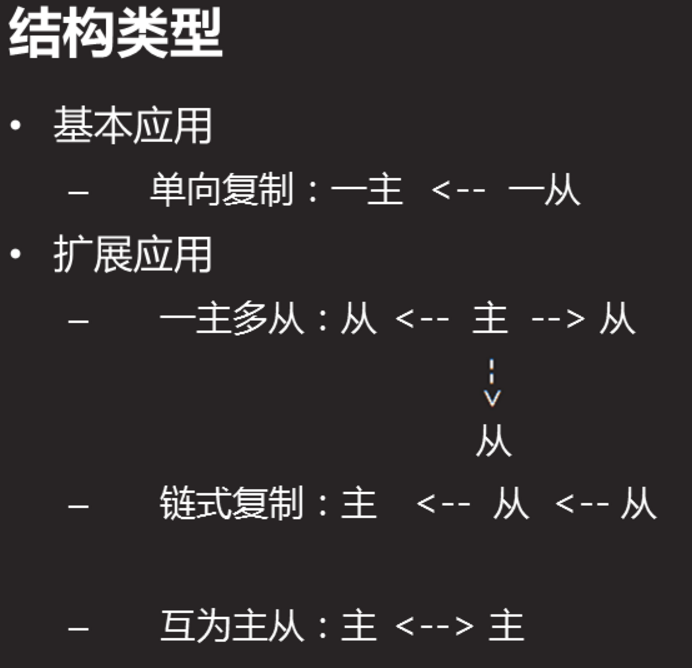 结构类型
• 基本应用
– 单向复制：一主 <-- 一从
• 扩展应用
– 一主多从：从 <-- 主 --> 从
¦
v
从
– 链式复制：主 <-- 从 <-- 从
– 互为主从：主 <--> 主